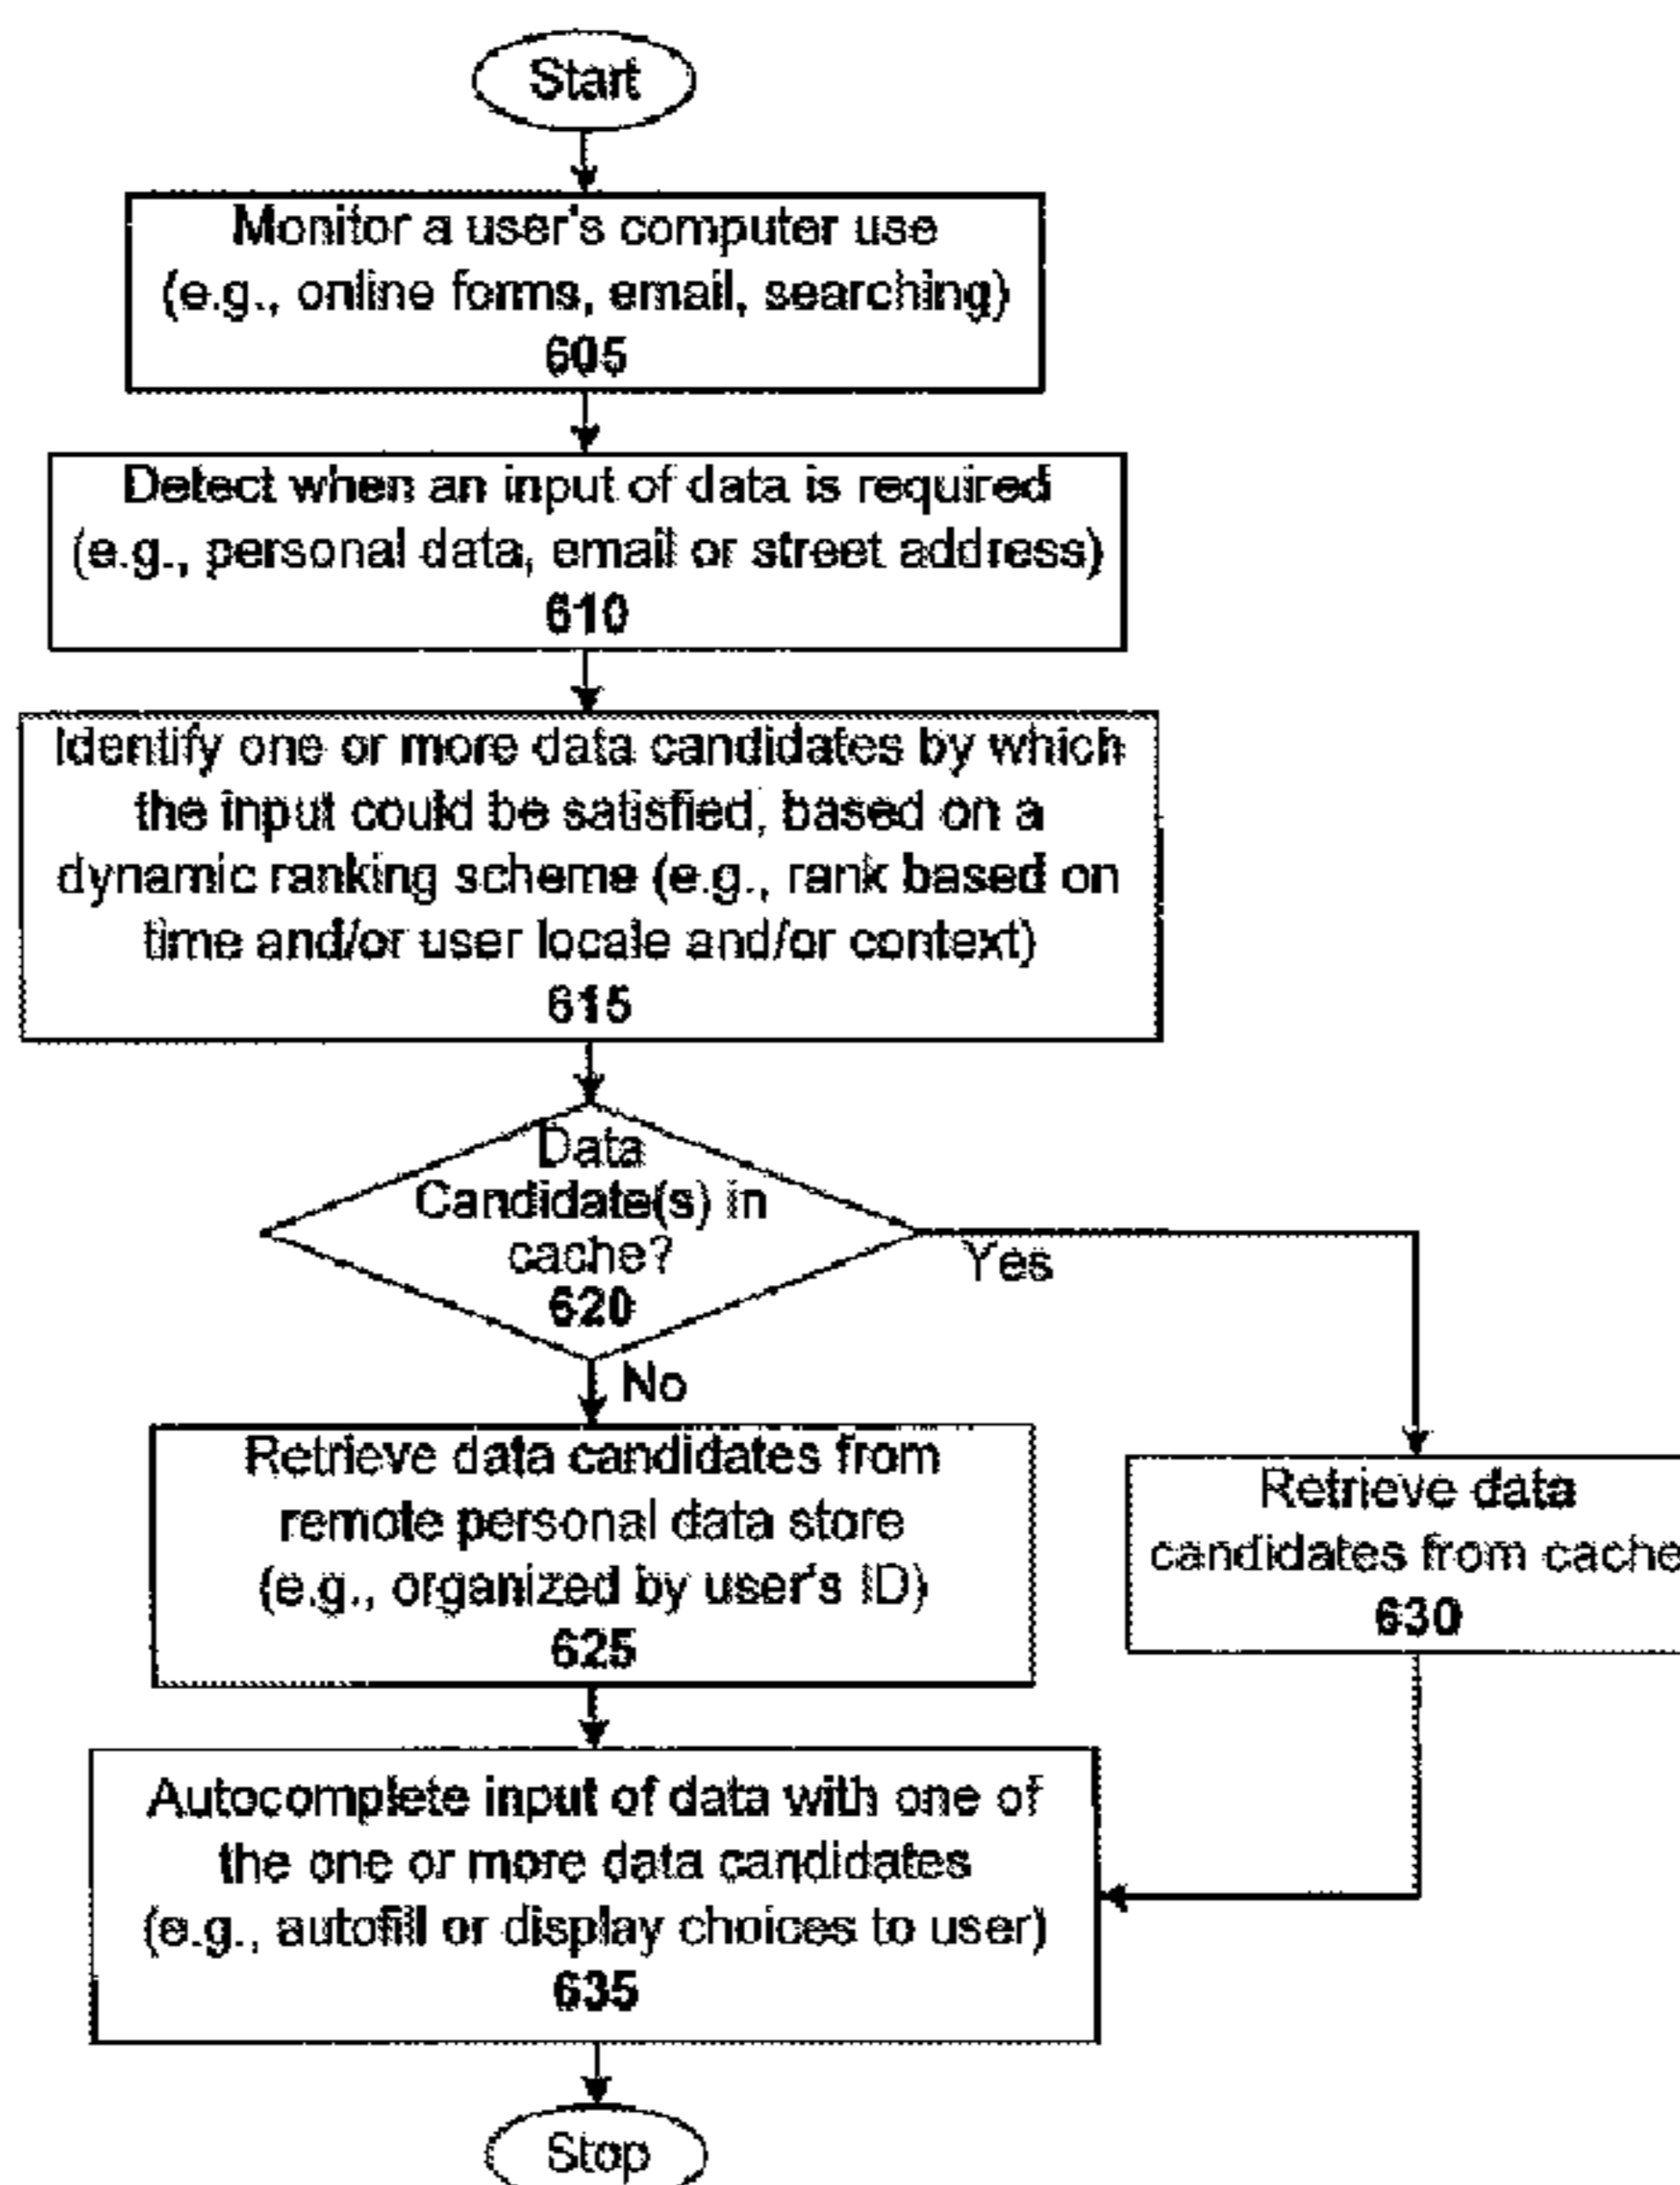 Start
Monitor a user's computer use
(e.g., online forms, email, searching)
605
Detect when an input of data is required
(e.g., personal data, email or street address)
610
Identify one or more data candidates by which
the input could be satisfied, based on a
dynamic ranking scheme (e.g., rank based on
time and/or user locale and/or context)
615
Data
Candidate(s) in
cache?
620
Yes
No
Retrieve data candidates from
remote personal data store
(e.g., organized by user's ID)
625
Retrieve data
candidates from cache
630
Autocomplete input of data with one of
the one or more data candidates
(e.g., autofill or display choices to user)
635
Stop